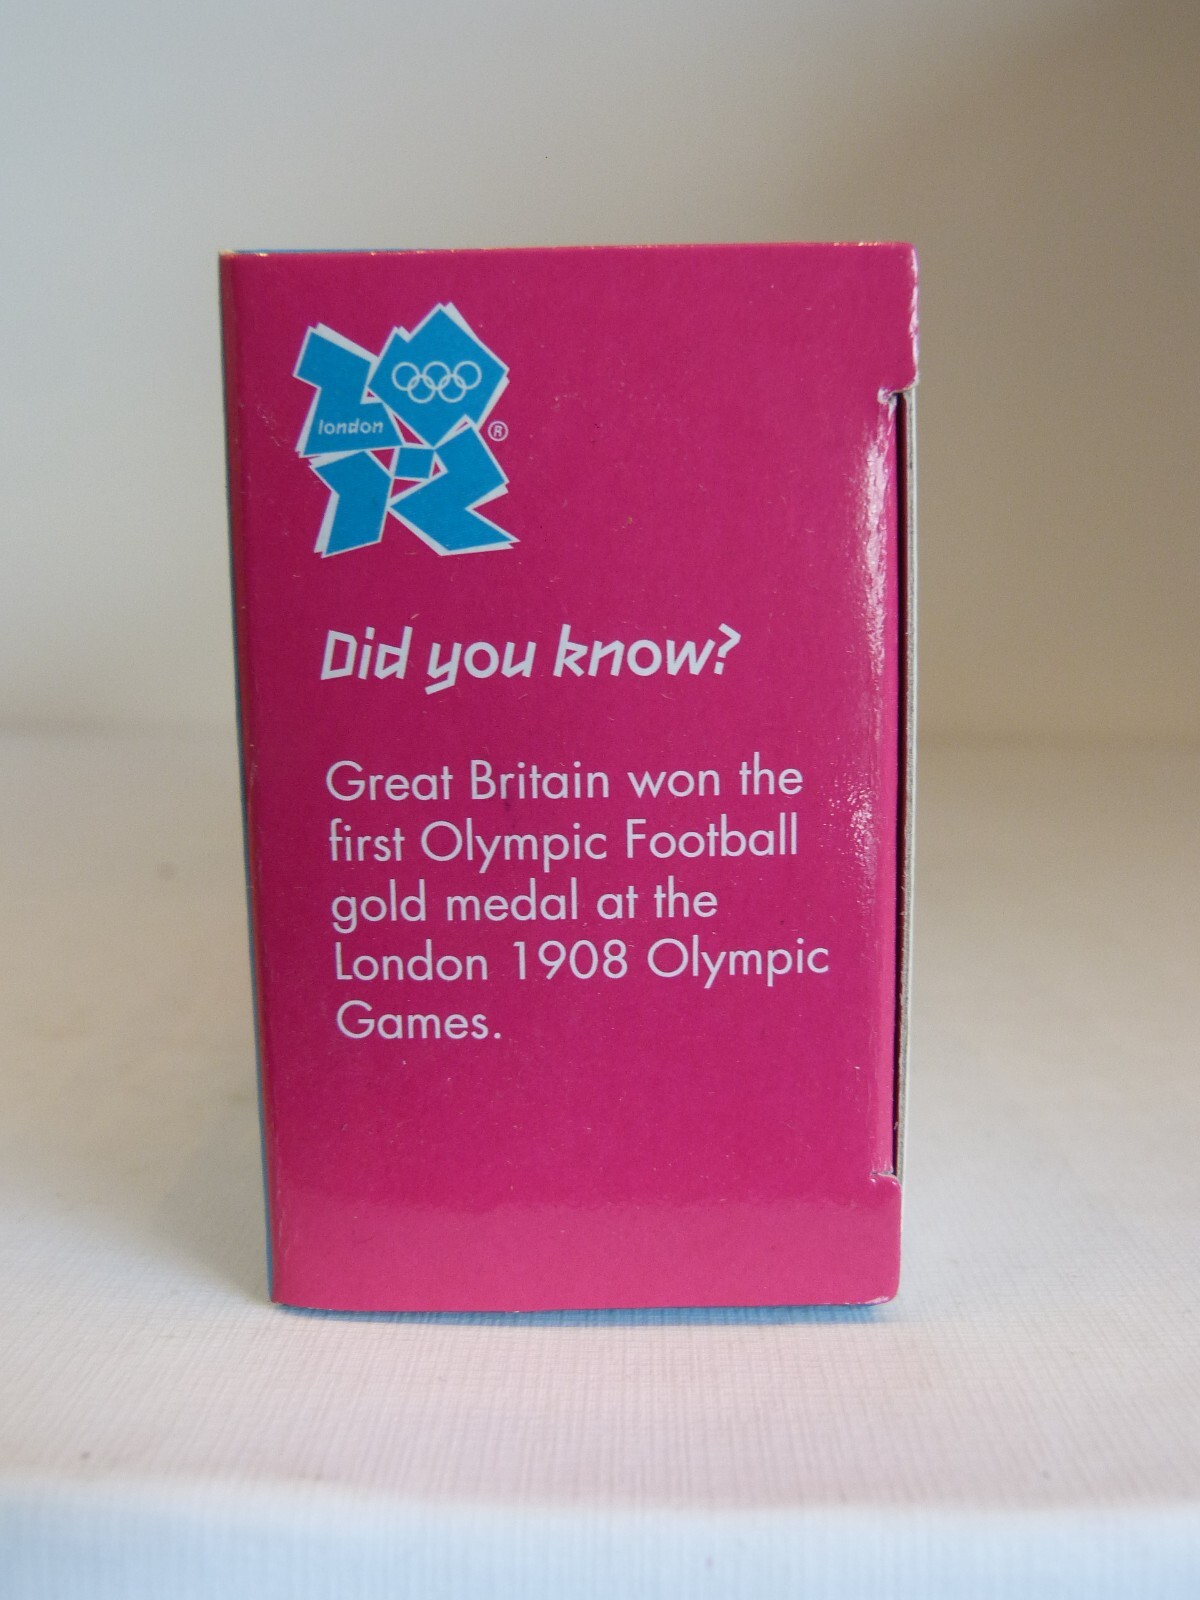 london
®
Did you know?
Great Britain won the
first Olympic Football
gold medal at the
London 1908 Olympic
Games.